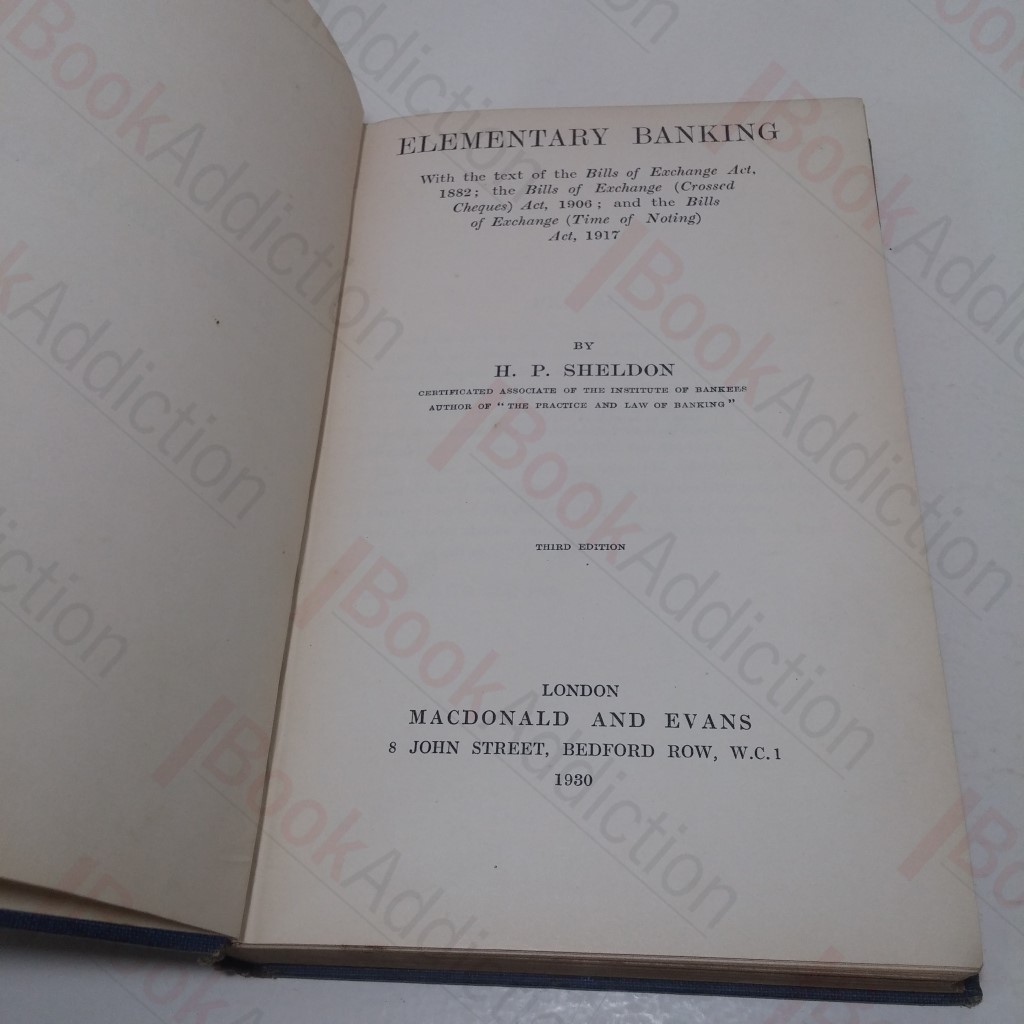 ELEMENTARY BANKING
With the text of the Bills of Exchange Act,
1882; the Bills of Exchange (Crossed
Cheques) Act, 1906; and the Bills
of Exchange (Time of Noting)
Act, 1917
BY
H. P. SHELDON
CERTIFICATED ASSOCIATE OF THE INSTITUTE OF BANKERS
AUTHOR OF "THE PRACTICE AND LAW OF BANKING"
THIRD EDITION
LONDON
MACDONALD AND EVANS
8 JOHN STREET, BEDFORD ROW, W.C.1
1930
BookAddiction